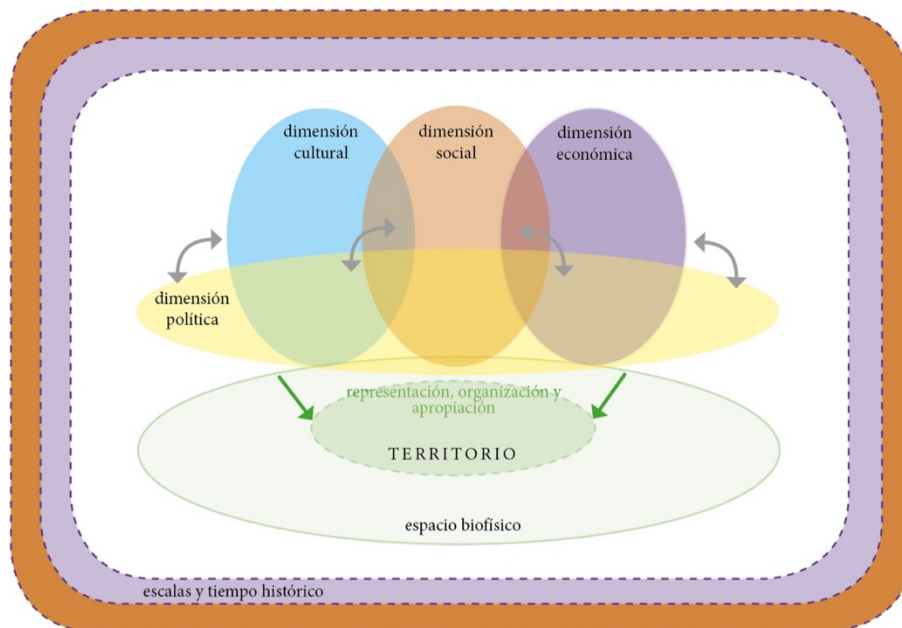 dimensión
cultural
dimensión
social
dimensión
económica
dimensión
política
representación, organización y
apropiación
TERRITORIO
espacio biofísico
escalas y tiempo histórico